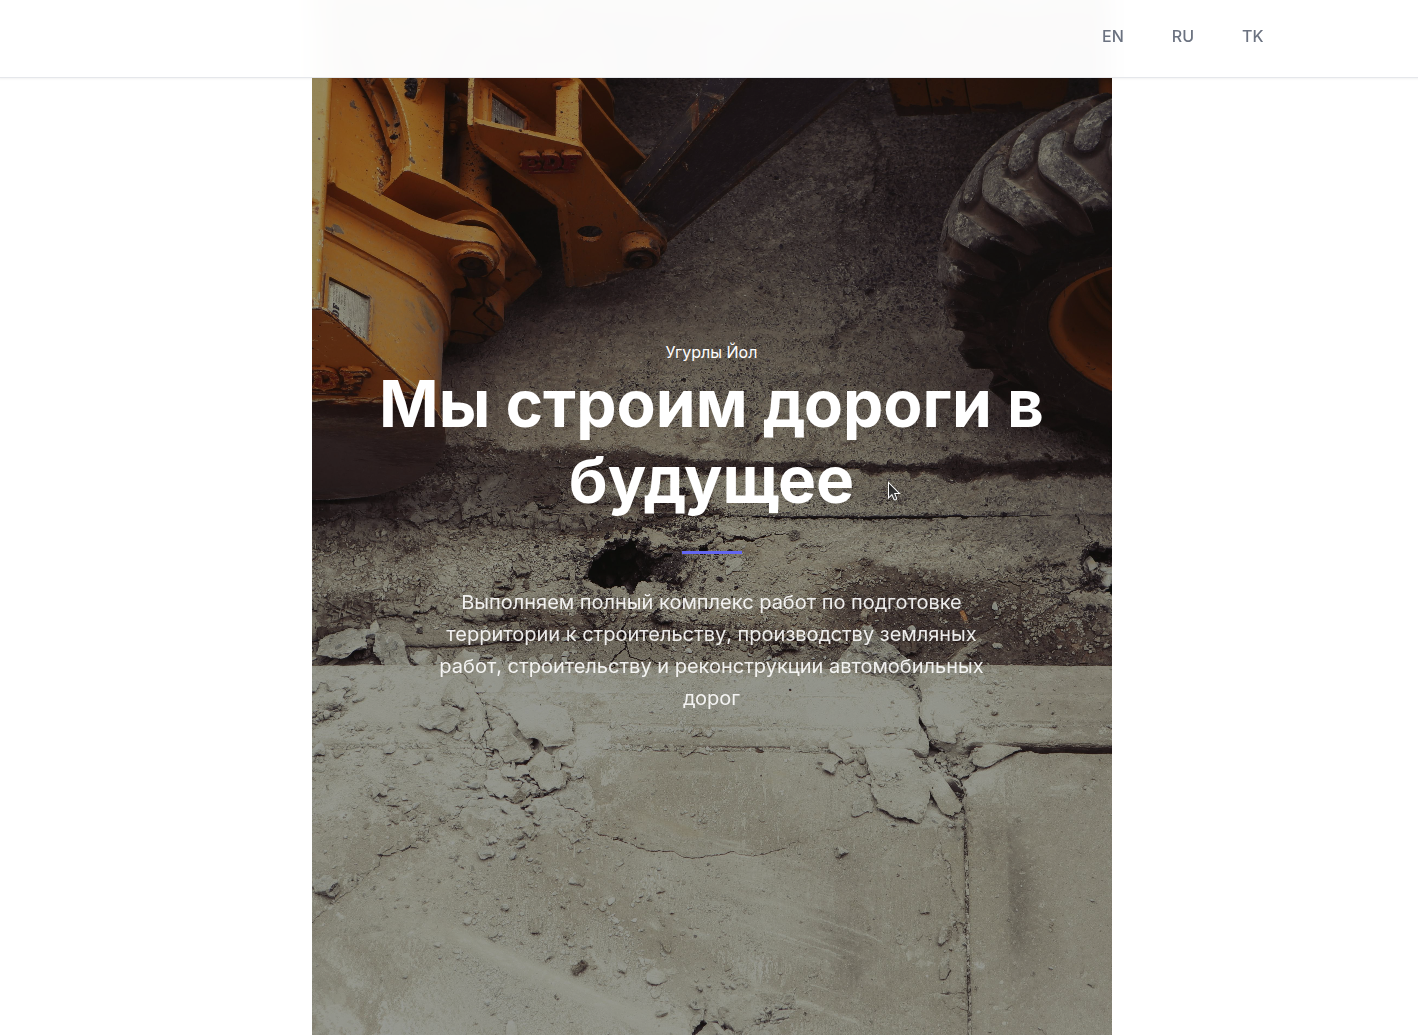 EN RU TK
Угурлы Йол
Мы строим дороги в
будущее
Выполняем полный комплекс работ по подготовке
территории к строительству, производству земляных
работ, строительству и реконструкции автомобильных
дорог